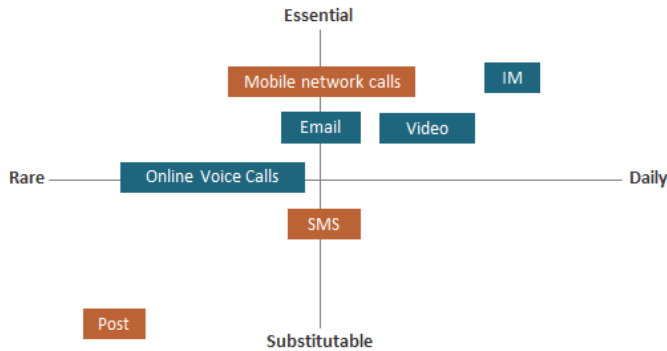 Essential
Mobile network calls
IM
Email
Video
Rare
Online Voice Calls
Daily
SMS
Post
Substitutable